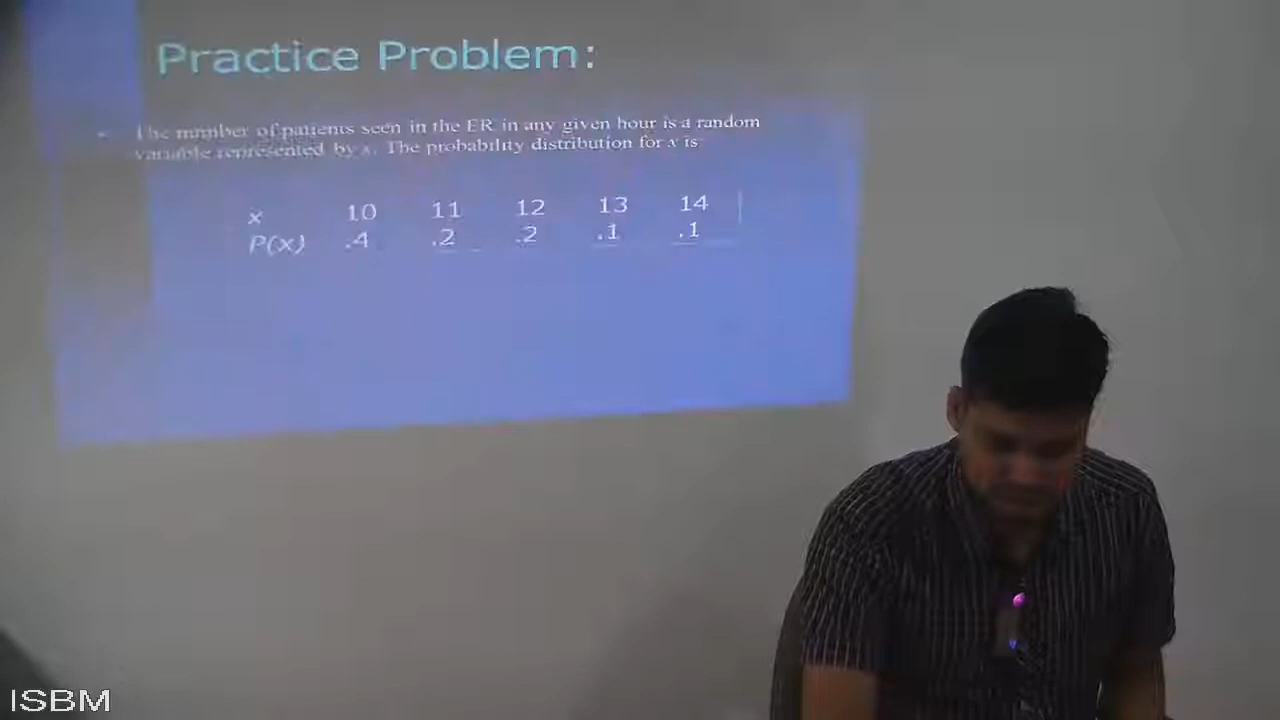 Practice Problem:
The number of patients seen in the ER in any given hour is a random
variable represented by x. The probability distribution for x is
x 10 11 12 13 14
P(x) .4 .2 .2 .1 .1
ISBM